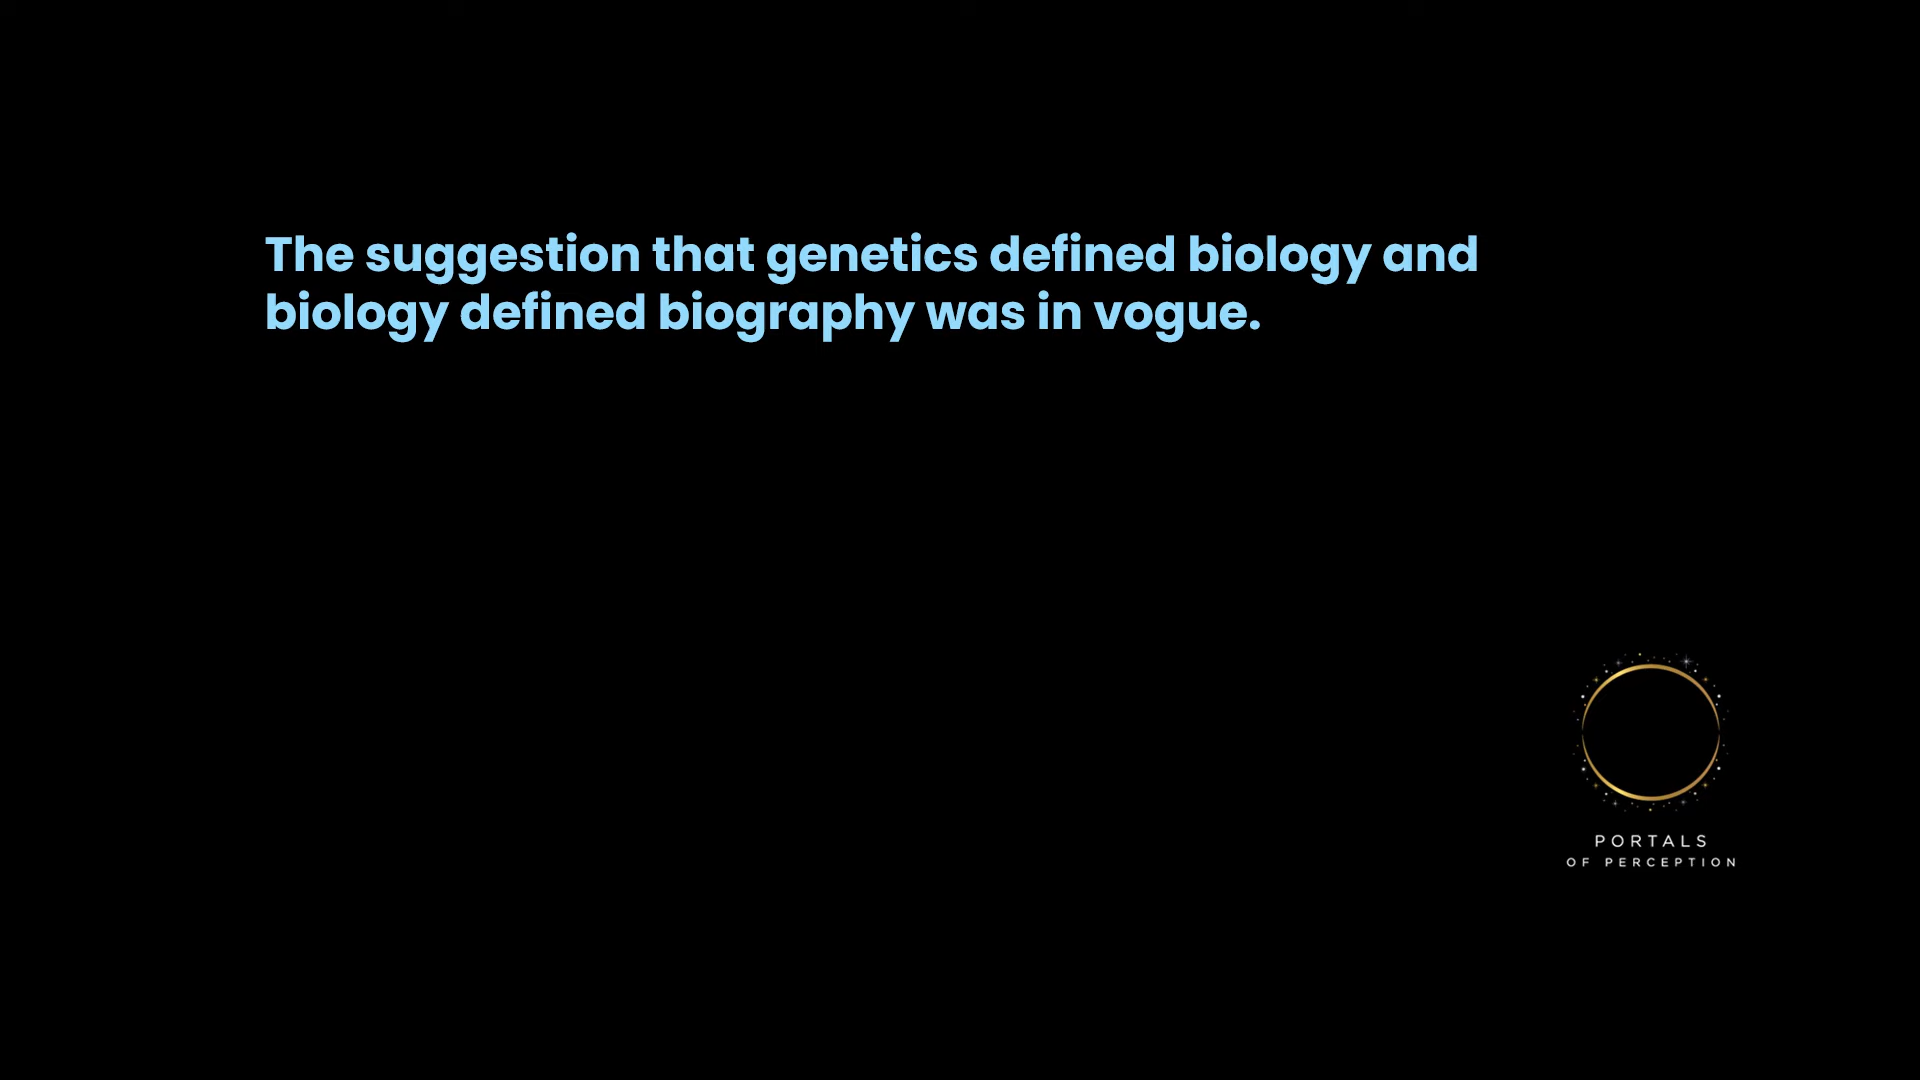 The suggestion that genetics defined biology and
biology defined biography was in vogue.
PORTALS
OF PERCEPTION